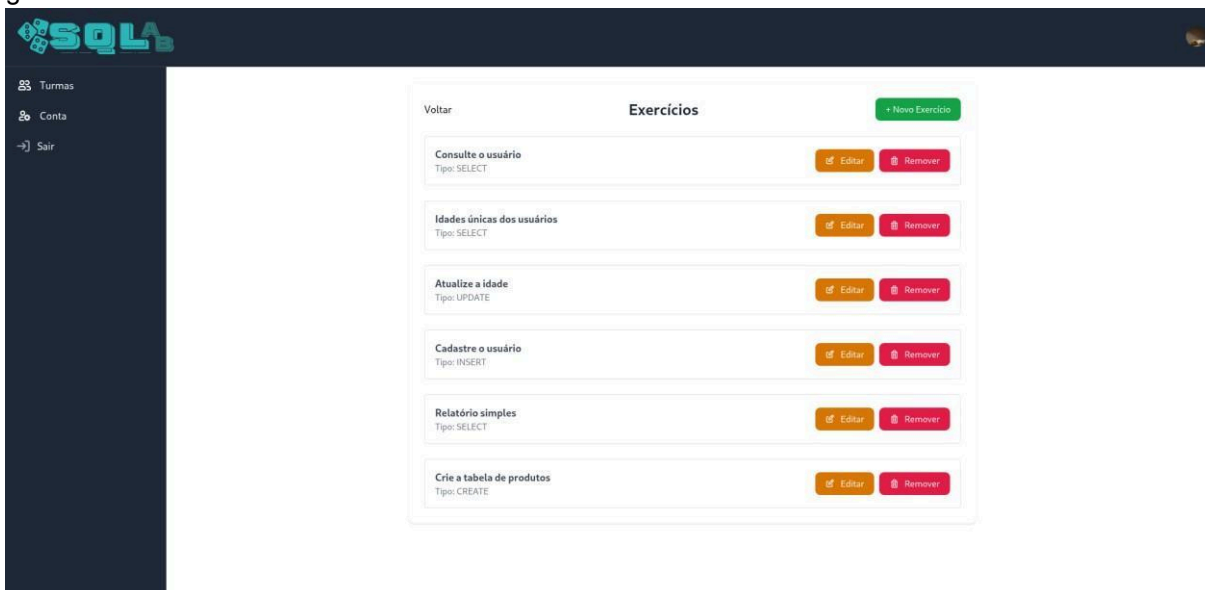 SQLAB
Turmas
Conta
Sair
Voltar
Exercícios
+ Novo Exercício
Consulte o usuário
Tipo: SELECT
Editar
Remover
Idades únicas dos usuários
Tipo: SELECT
Editar
Remover
Atualize a idade
Tipo: UPDATE
Editar
Remover
Cadastre o usuário
Tipo: INSERT
Editar
Remover
Relatório simples
Tipo: SELECT
Editar
Remover
Crie a tabela de produtos
Tipo: CREATE
Editar
Remover